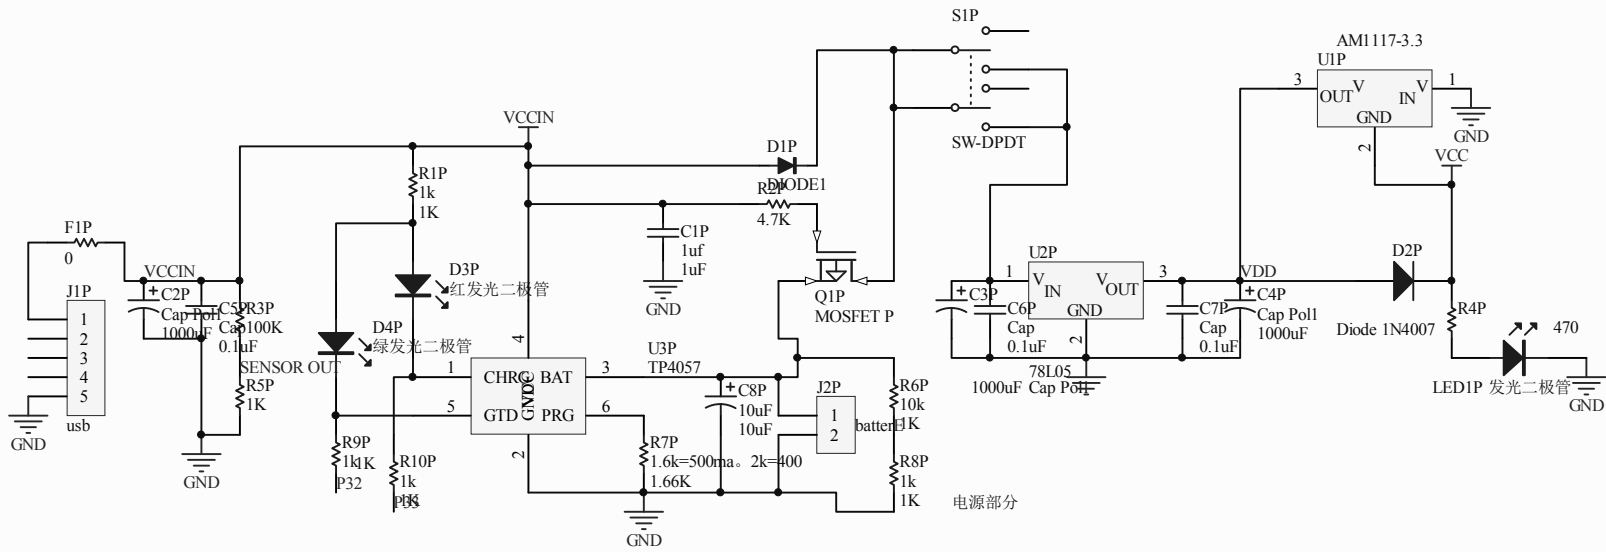 S1P
SW-DPDT
AM1117-3.3
U1P
3
OUT
V
V
IN
1
GND
2
GND
VCC
VCCIN
D1P
DIODE1
R2P
4.7K
R1P
1k
1K
C1P
1uf
1uF
GND
Q1P
MOSFET P
F1P
0
J1P
1
2
3
4
5
usb
GND
VCCIN
C2P
Cap Pol1
1000uF
C5P
Cap
0.1uF
R3P
100K
SENSOR OUT
R5P
1K
GND
D3P
红发光二极管
D4P
绿发光二极管
U3P
TP4057
4
1
CHRG
BAT
3
5
GTD
PRG
6
GND
VCC
2
R9P
1k
1K
P32
R10P
1k
1K
P33
R7P
1.6k=500ma。2k=400
1.66K
GND
C8P
10uF
10uF
J2P
1
2
batterE
R6P
10k
1K
R8P
1k
1K
C3P
Cap Pol1
1000uF
C6P
Cap
0.1uF
U2P
1
V
IN
V
OUT
3
GND
2
78L05
C7P
Cap
0.1uF
VDD
C4P
Cap Pol1
1000uF
D2P
Diode 1N4007
R4P
470
LED1P 发光二极管
GND
电源部分